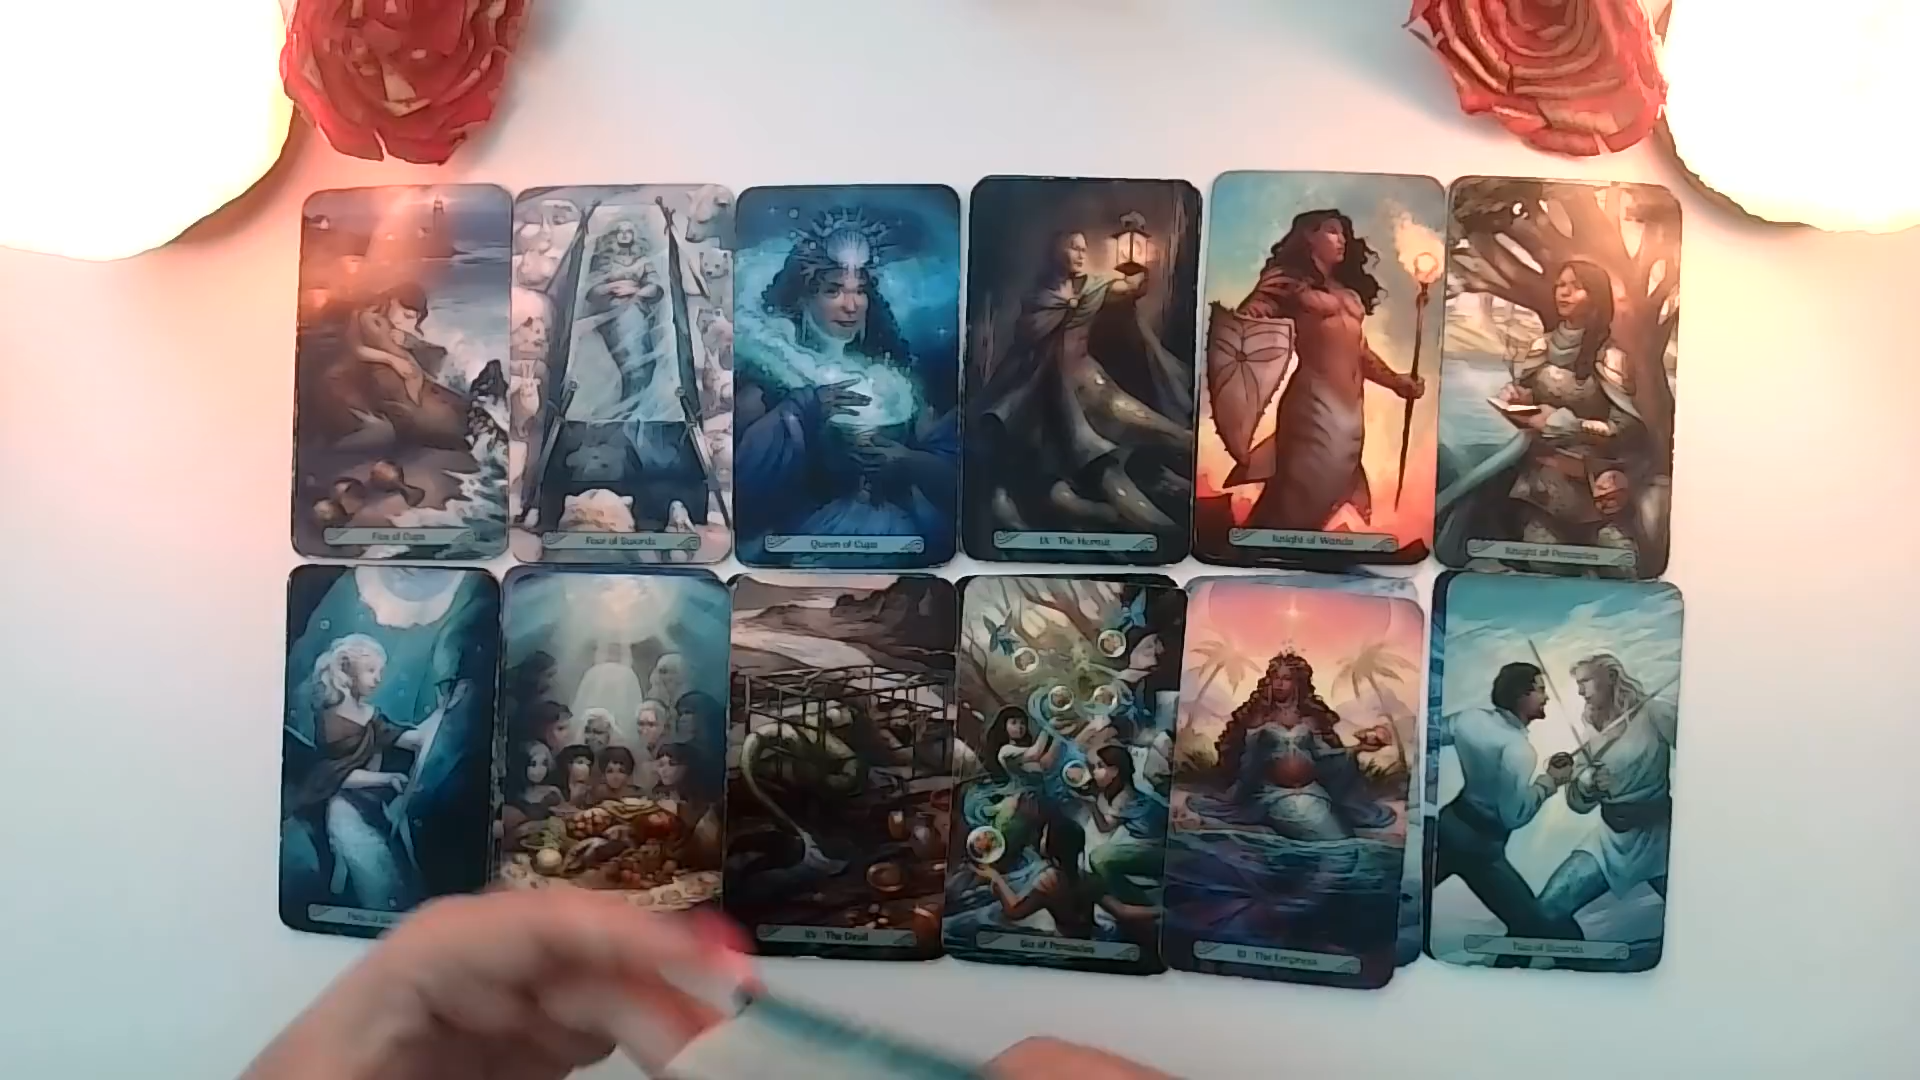 Five of Cups
Four of Swords
Queen of Cups
IX The Hermit
Knight of Wands
Knight of Pentacles
XV The Devil
Six of Pentacles
III The Empress
Two of Swords